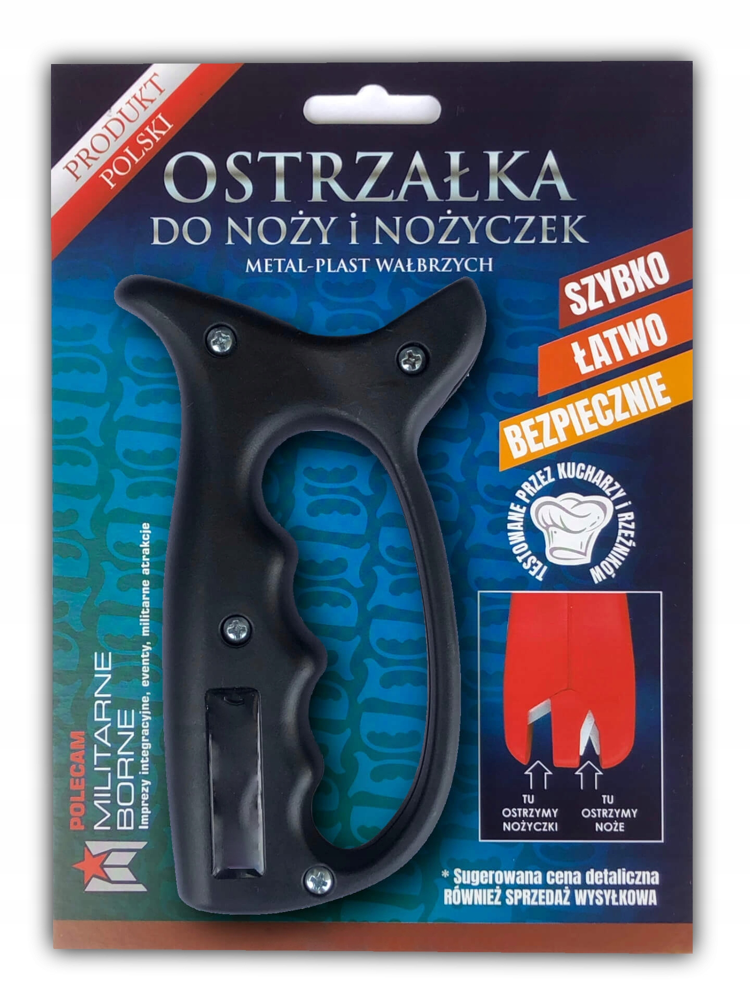 PRODUKT
POLSKI
OSTRZAŁKA
DO NOŻY i NOŻYCZEK
METAL-PLAST WAŁBRZYCH
SZYBKO
ŁATWO
BEZPIECZNIE
TESTOWANE PRZEZ KUCHARZY i RZEŹNIKÓW
TU
OSTRZYMY
NOŻYCZKI
TU
OSTRZYMY
NOŻE
* Sugerowana cena detaliczna
RÓWNIEŻ SPRZEDAŻ WYSYŁKOWA
POLECAM
MILITARNE
BORNE
Imprezy integracyjne, eventy, militarne atrakcje